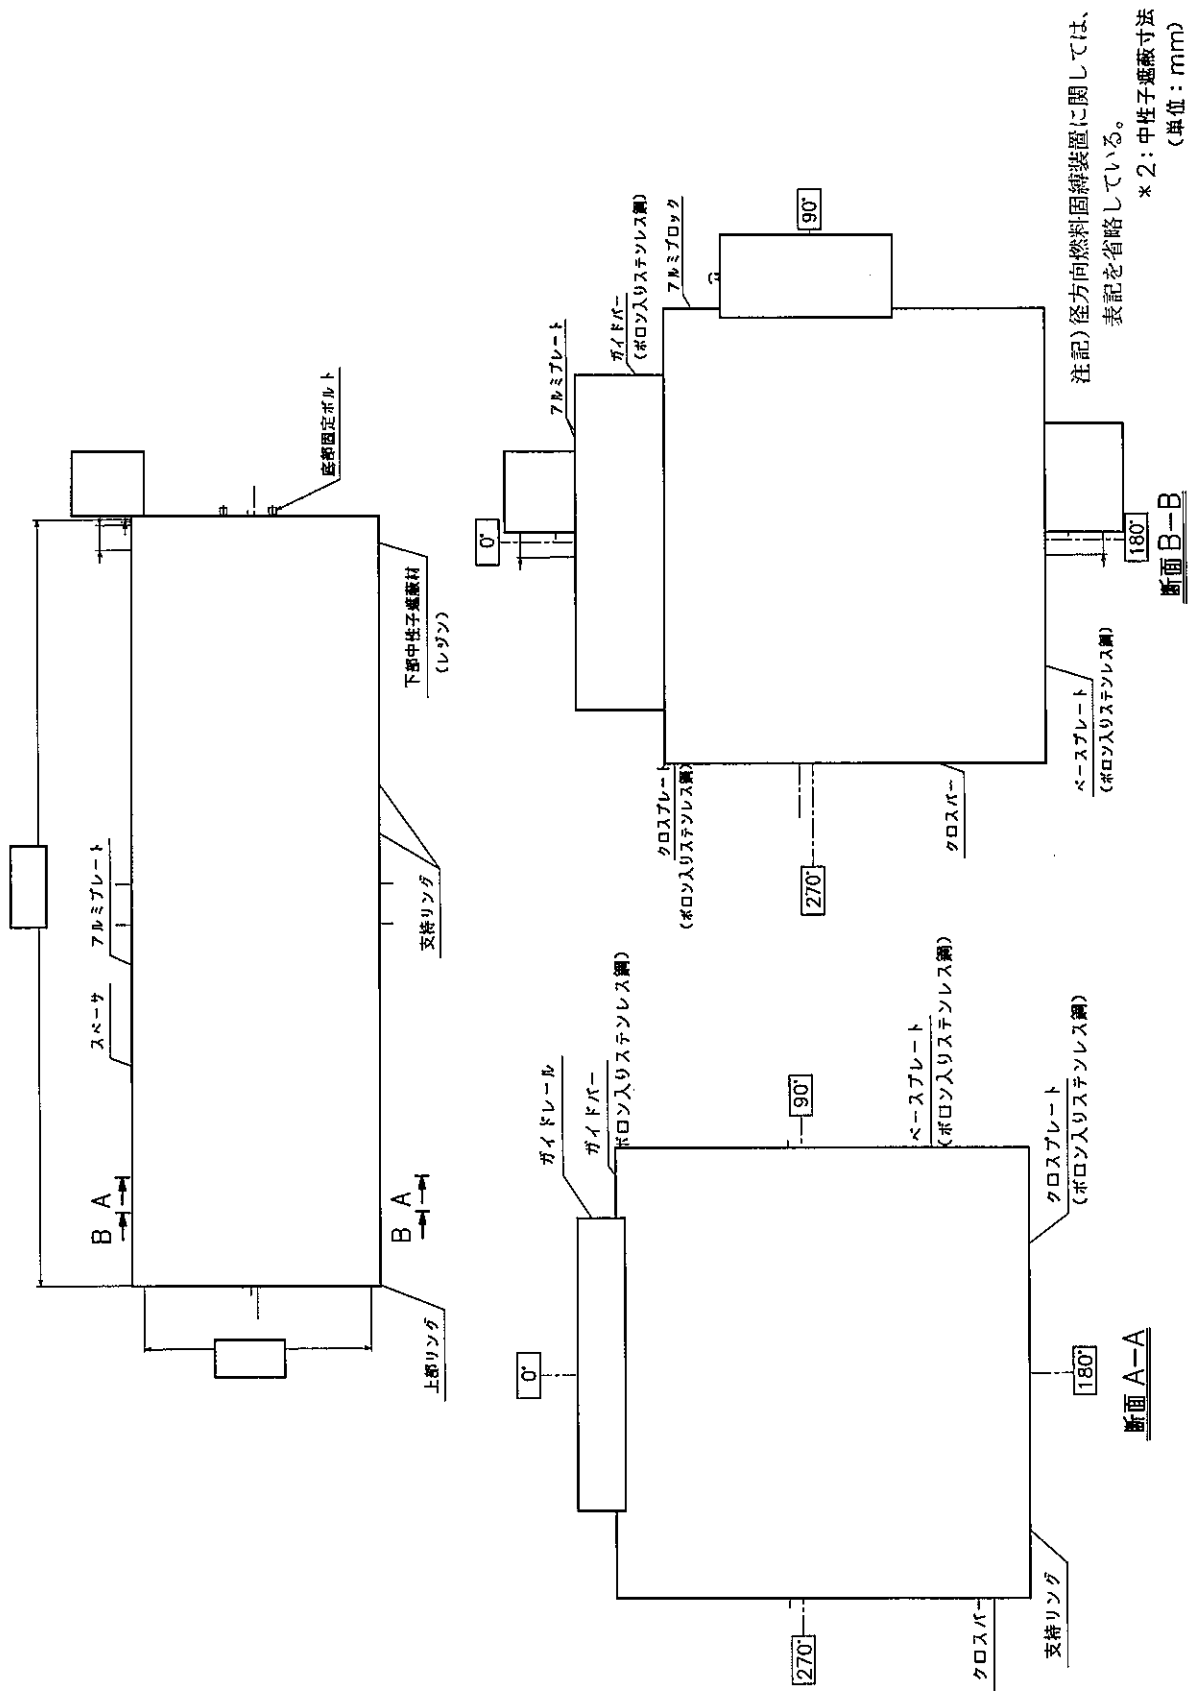 スペーサ
アルミプレート
B
A
B
A
上部リング
支持リング
下部中性子遮蔽材
(レジン)
底部固定ボルト
0°
ガイドレール
ガイドバー
ボロン入りステンレス鋼)
90°
ベースプレート
(ボロン入りステンレス鋼)
クロスプレート
(ボロン入りステンレス鋼)
270°
クロスバー
支持リング
180°
断面 A-A
0°
アルミプレート
ガイドバー
(ボロン入りステンレス鋼)
アルミブロック
90°
クロスプレート
(ボロン入りステンレス鋼)
270°
クロスバー
ベースプレート
(ボロン入りステンレス鋼)
180°
断面 B-B
注記)径方向燃料固縛装置に関しては、
表記を省略している。
*2:中性子遮蔽寸法
(単位:mm)